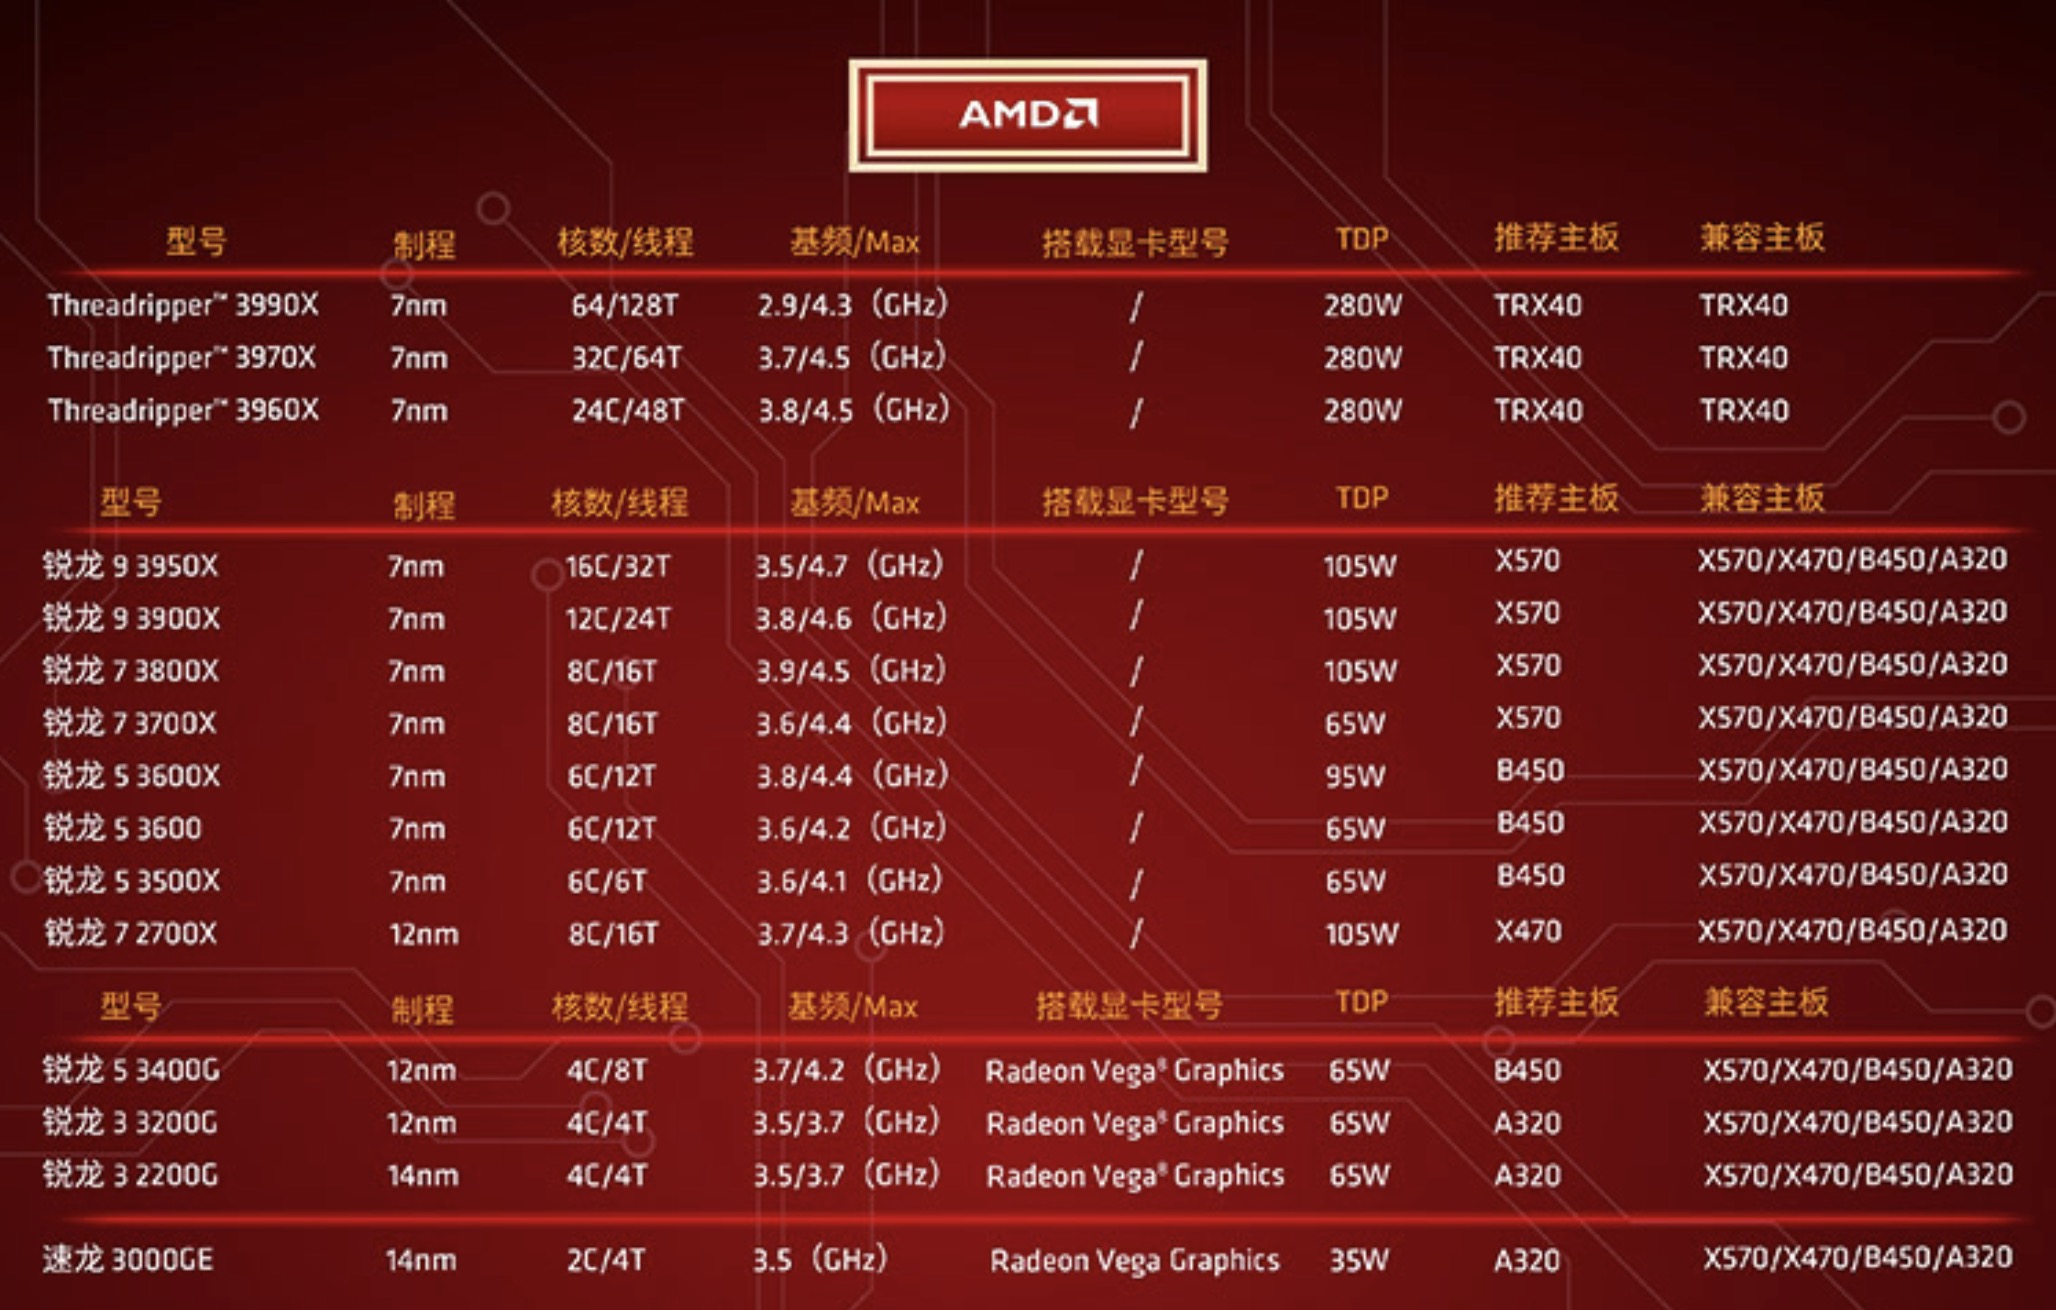 AMD
型号 制程 核数/线程 基频/Max 搭载显卡型号 TDP 推荐主板 兼容主板
Threadripper™ 3990X 7nm 64/128T 2.9/4.3（GHz） / 280W TRX40 TRX40
Threadripper™ 3970X 7nm 32C/64T 3.7/4.5（GHz） / 280W TRX40 TRX40
Threadripper™ 3960X 7nm 24C/48T 3.8/4.5（GHz） / 280W TRX40 TRX40
型号 制程 核数/线程 基频/Max 搭载显卡型号 TDP 推荐主板 兼容主板
锐龙 9 3950X 7nm 16C/32T 3.5/4.7（GHz） / 105W X570 X570/X470/B450/A320
锐龙 9 3900X 7nm 12C/24T 3.8/4.6（GHz） / 105W X570 X570/X470/B450/A320
锐龙 7 3800X 7nm 8C/16T 3.9/4.5（GHz） / 105W X570 X570/X470/B450/A320
锐龙 7 3700X 7nm 8C/16T 3.6/4.4（GHz） / 65W X570 X570/X470/B450/A320
锐龙 5 3600X 7nm 6C/12T 3.8/4.4（GHz） / 95W B450 X570/X470/B450/A320
锐龙 5 3600 7nm 6C/12T 3.6/4.2（GHz） / 65W B450 X570/X470/B450/A320
锐龙 5 3500X 7nm 6C/6T 3.6/4.1（GHz） / 65W B450 X570/X470/B450/A320
锐龙 7 2700X 12nm 8C/16T 3.7/4.3（GHz） / 105W X470 X570/X470/B450/A320
型号 制程 核数/线程 基频/Max 搭载显卡型号 TDP 推荐主板 兼容主板
锐龙 5 3400G 12nm 4C/8T 3.7/4.2（GHz） Radeon Vega® Graphics 65W B450 X570/X470/B450/A320
锐龙 3 3200G 12nm 4C/4T 3.5/3.7（GHz） Radeon Vega® Graphics 65W A320 X570/X470/B450/A320
锐龙 3 2200G 14nm 4C/4T 3.5/3.7（GHz） Radeon Vega® Graphics 65W A320 X570/X470/B450/A320
速龙 3000GE 14nm 2C/4T 3.5（GHz） Radeon Vega Graphics 35W A320 X570/X470/B450/A320